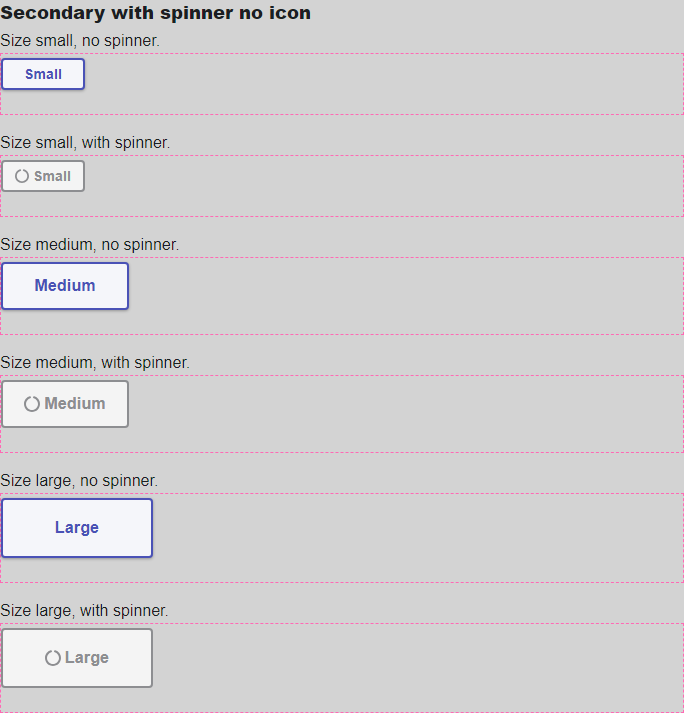 Secondary with spinner no icon
Size small, no spinner.
Small
Size small, with spinner.
Small
Size medium, no spinner.
Medium
Size medium, with spinner.
Medium
Size large, no spinner.
Large
Size large, with spinner.
Large